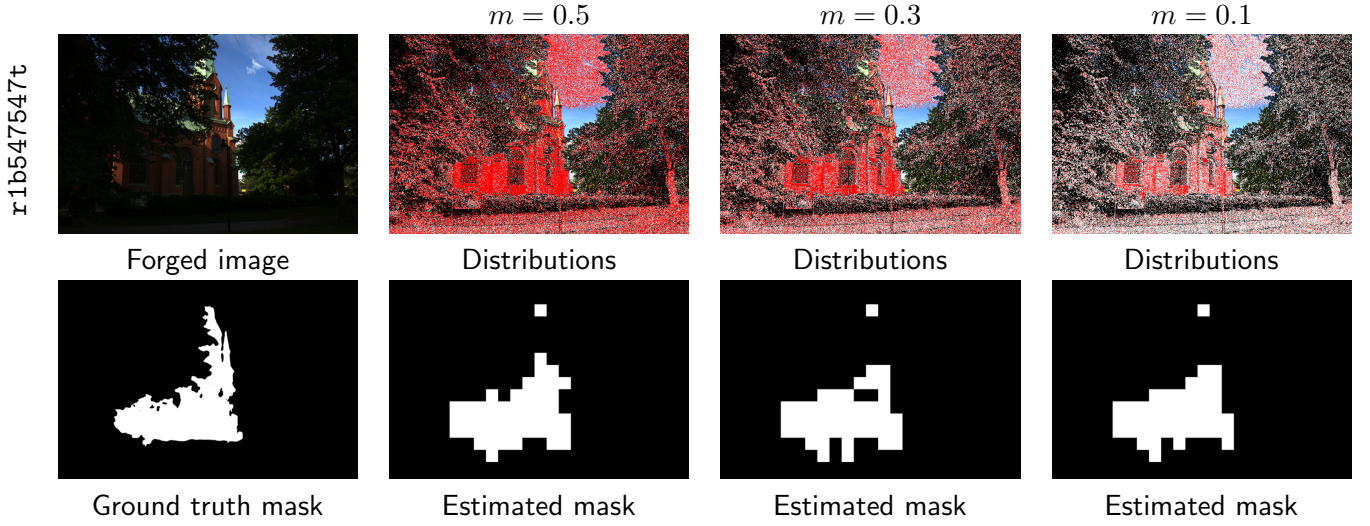 m = 0.5 m = 0.3 m = 0.1
r1b547547t
Forged image Distributions Distributions Distributions
Ground truth mask Estimated mask Estimated mask Estimated mask